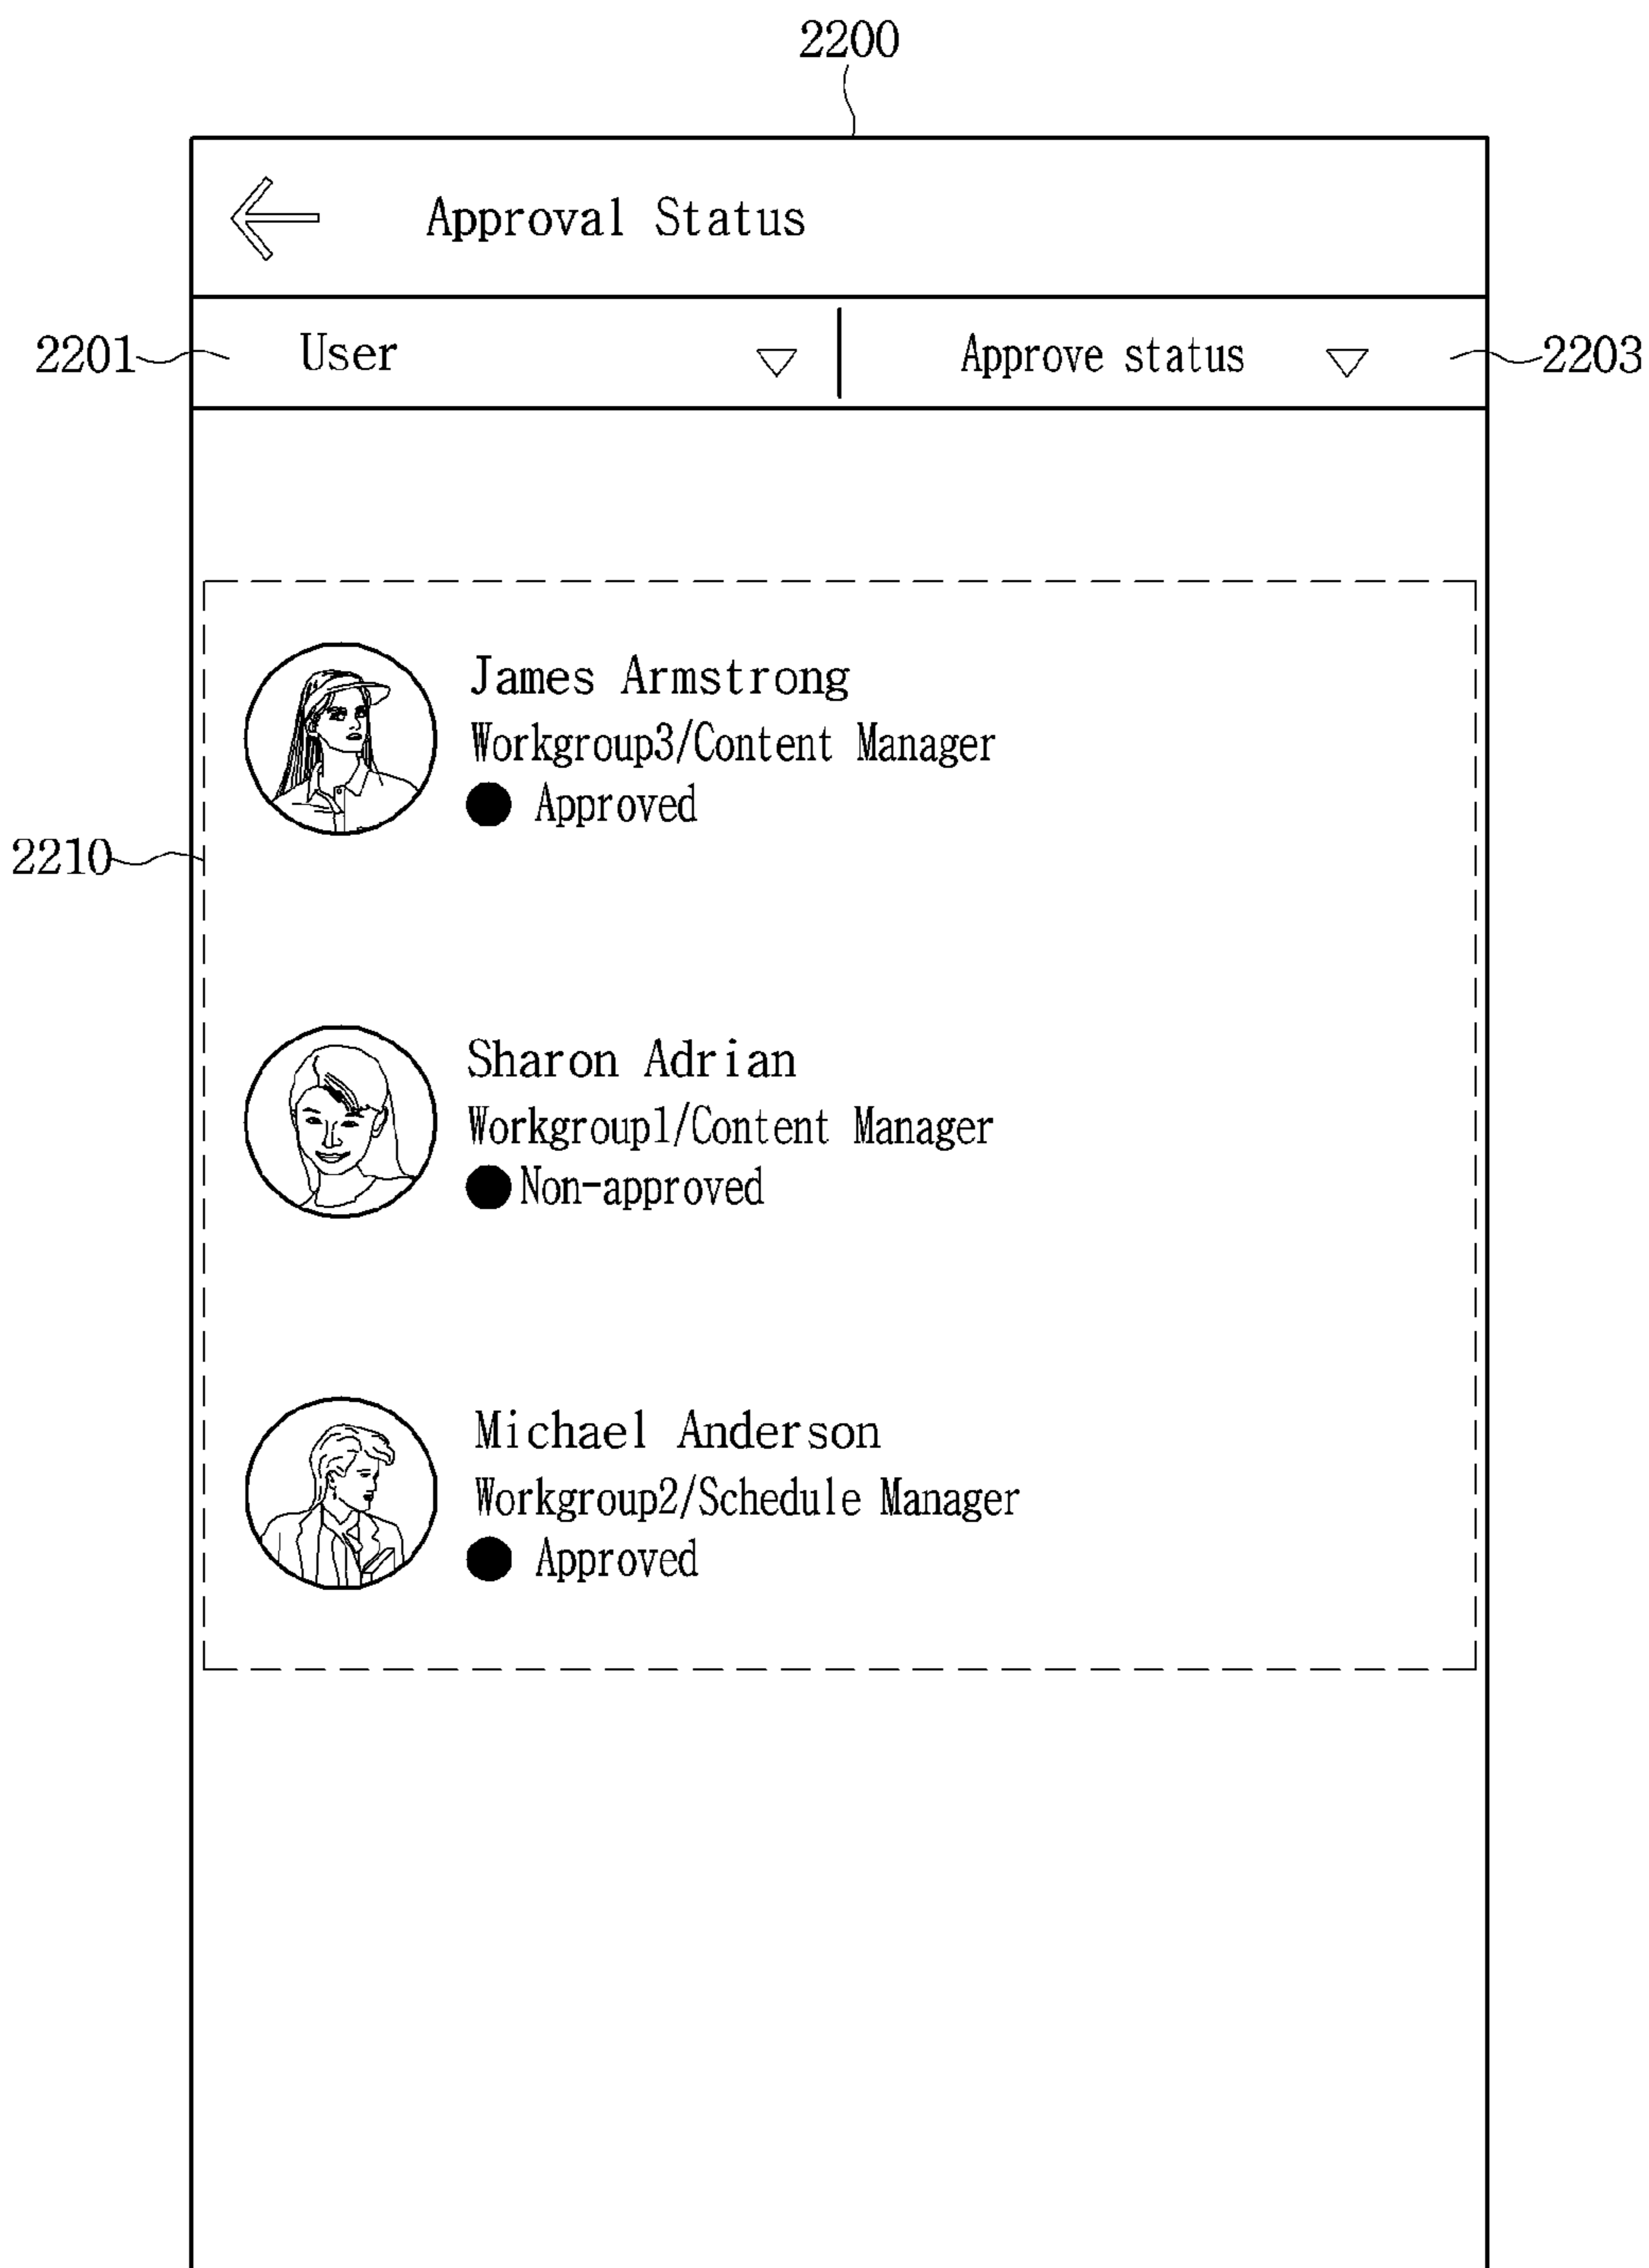 2200
Approval Status
2201 User Approve status 2203
James Armstrong
Workgroup3/Content Manager
Approved
2210
Sharon Adrian
Workgroup1/Content Manager
Non-approved
Michael Anderson
Workgroup2/Schedule Manager
Approved